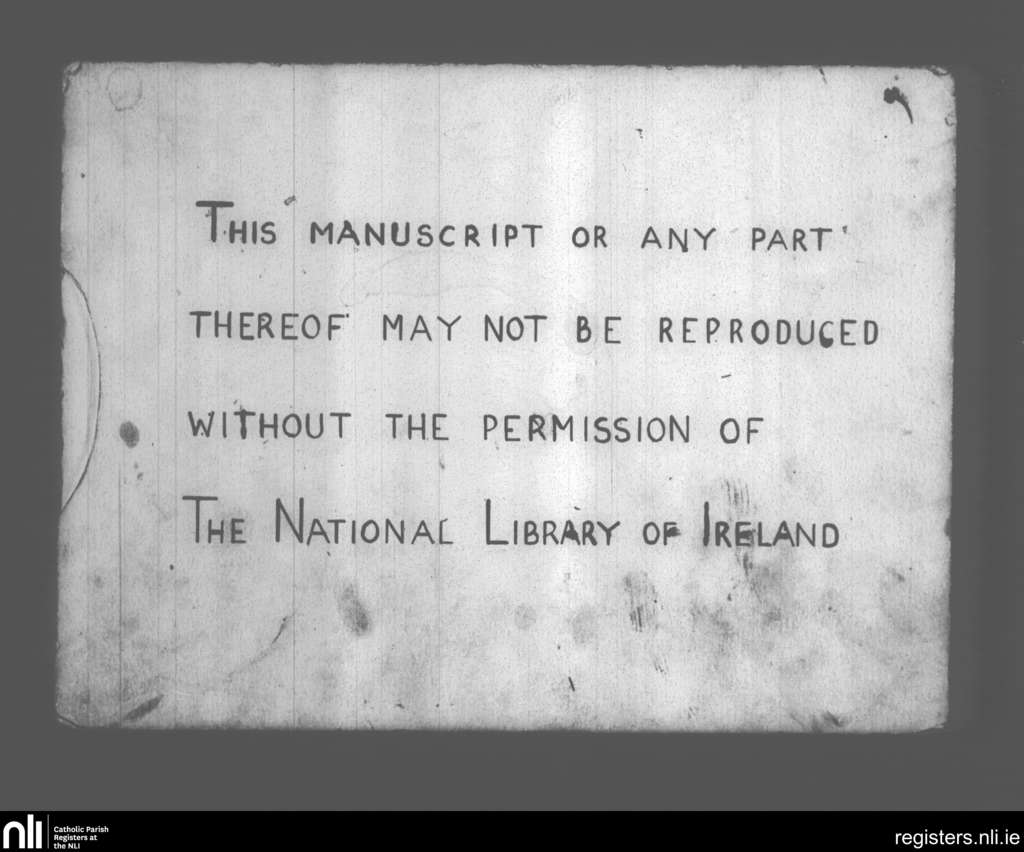 THIS MANUSCRIPT OR ANY PART
THEREOF MAY NOT BE REPRODUCED
WITHOUT THE PERMISSION OF
THE NATIONAL LIBRARY OF IRELAND
nli
Catholic Parish
Registers at
the NLI
registers.nli.ie